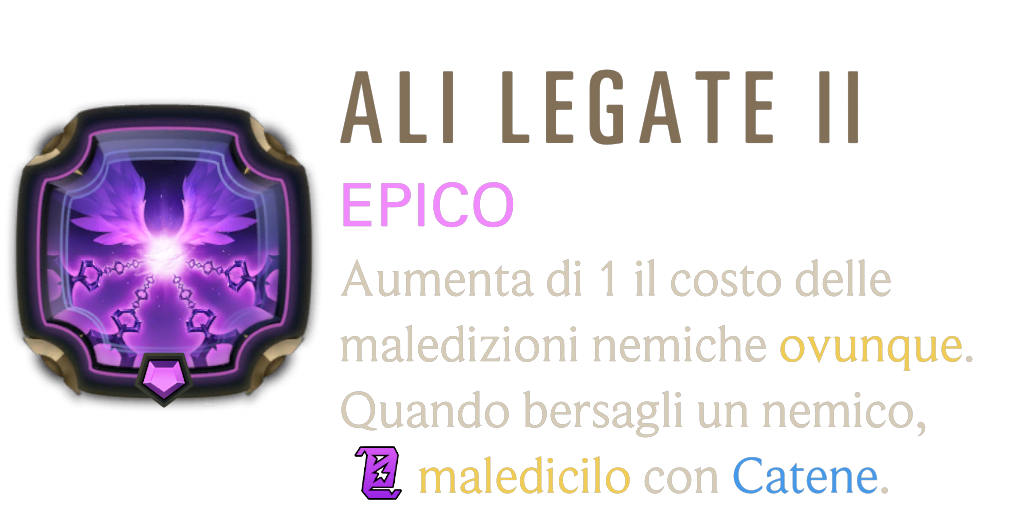 ALI LEGATE II
EPICO
Aumenta di 1 il costo delle
maledizioni nemiche ovunque.
Quando bersagli un nemico,
maledicilo con Catene.